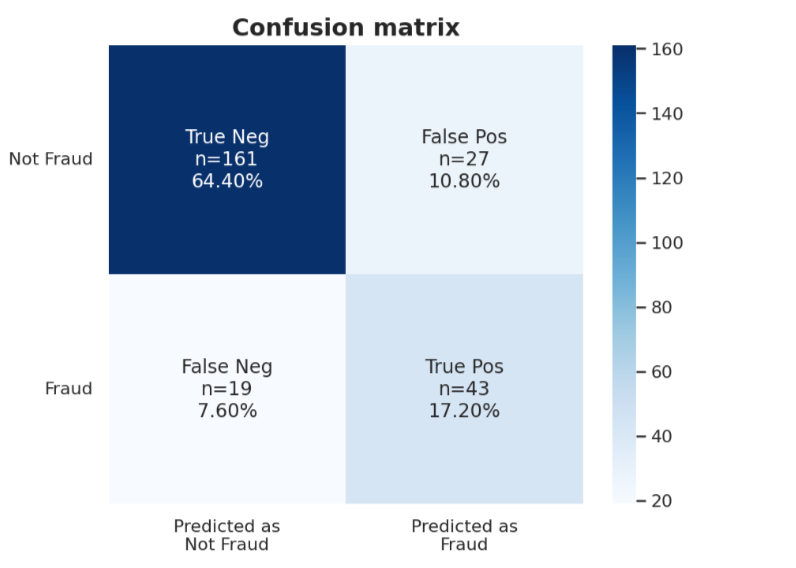 Confusion matrix
Not Fraud
True Neg
n=161
64.40%
False Pos
n=27
10.80%
Fraud
False Neg
n=19
7.60%
True Pos
n=43
17.20%
Predicted as
Not Fraud
Predicted as
Fraud
160
140
120
100
80
60
40
20